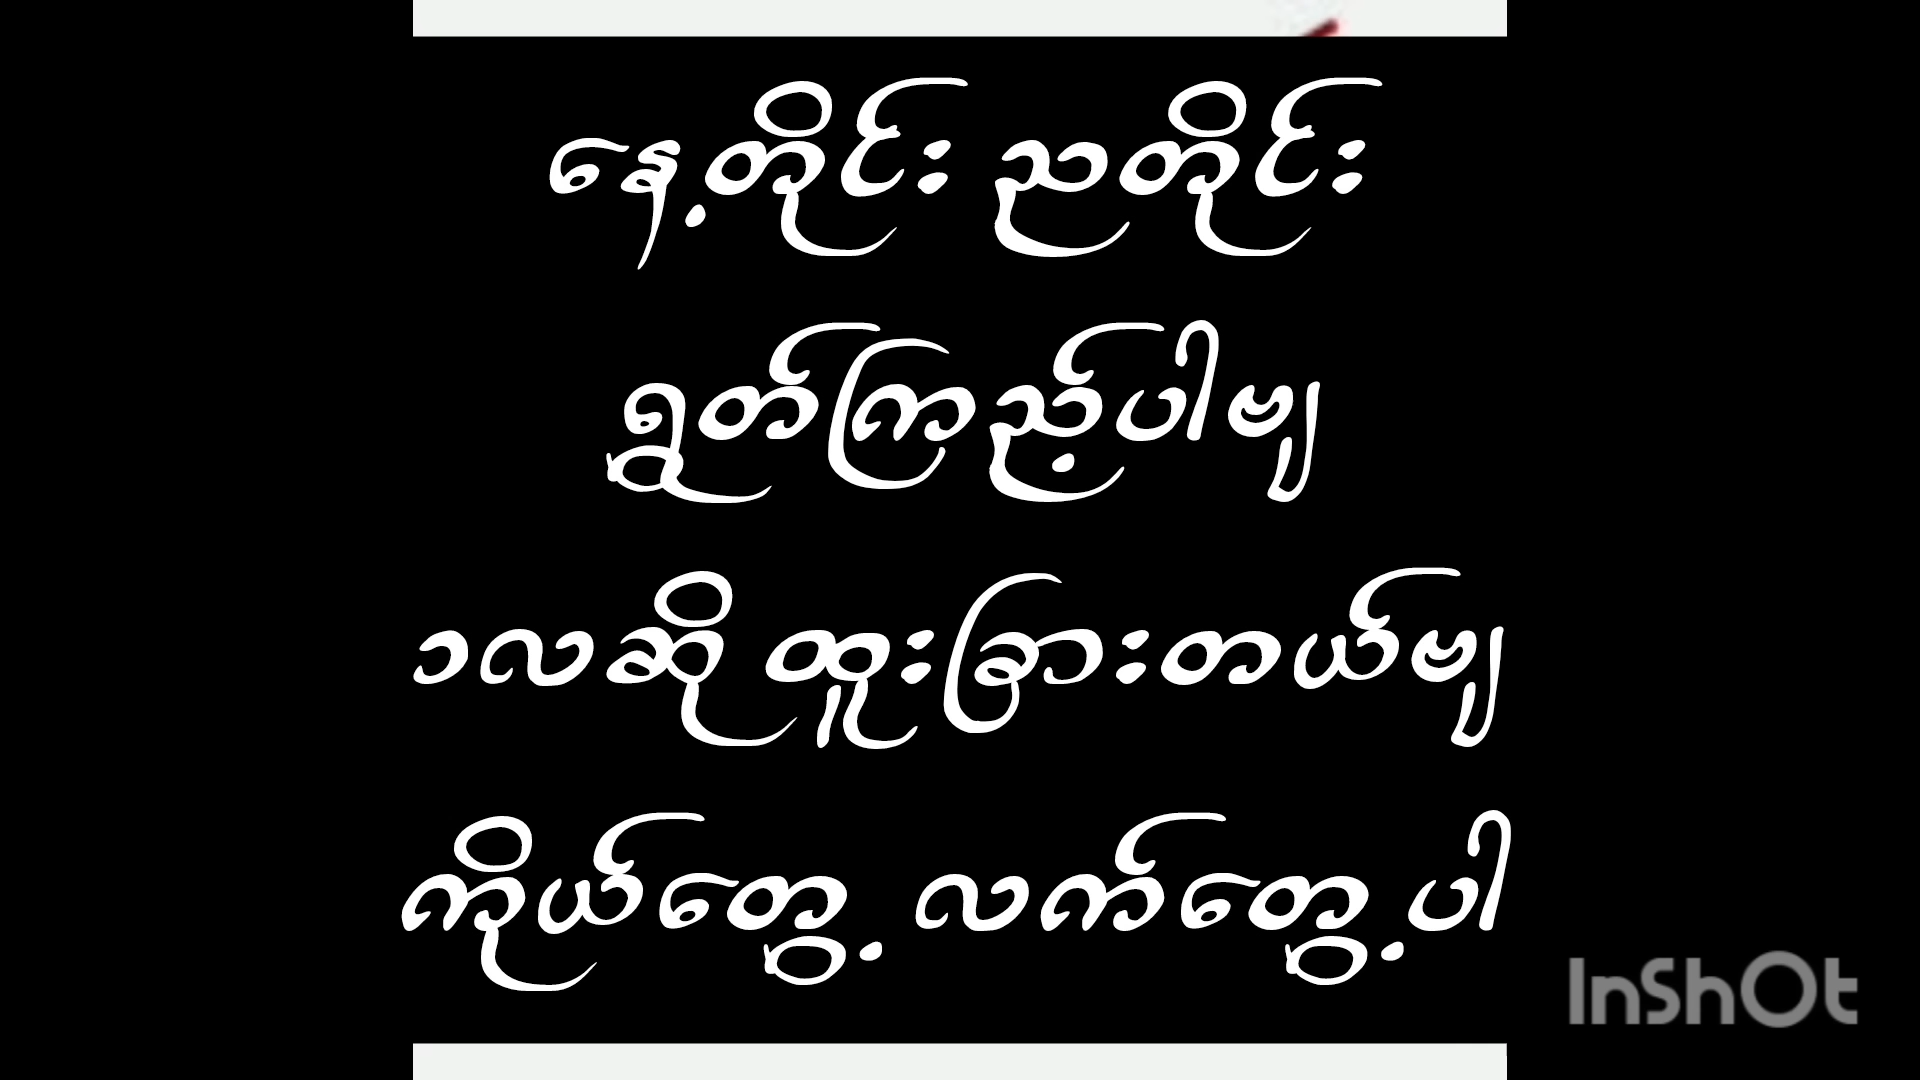 နေ့တိုင်း ညတိုင်း
ရွတ်ကြည့်ပါဗျ
၁လဆို ထူးခြားတယ်ဗျ
ကိုယ်တွေ့ လက်တွေ့ပါ
InShOt